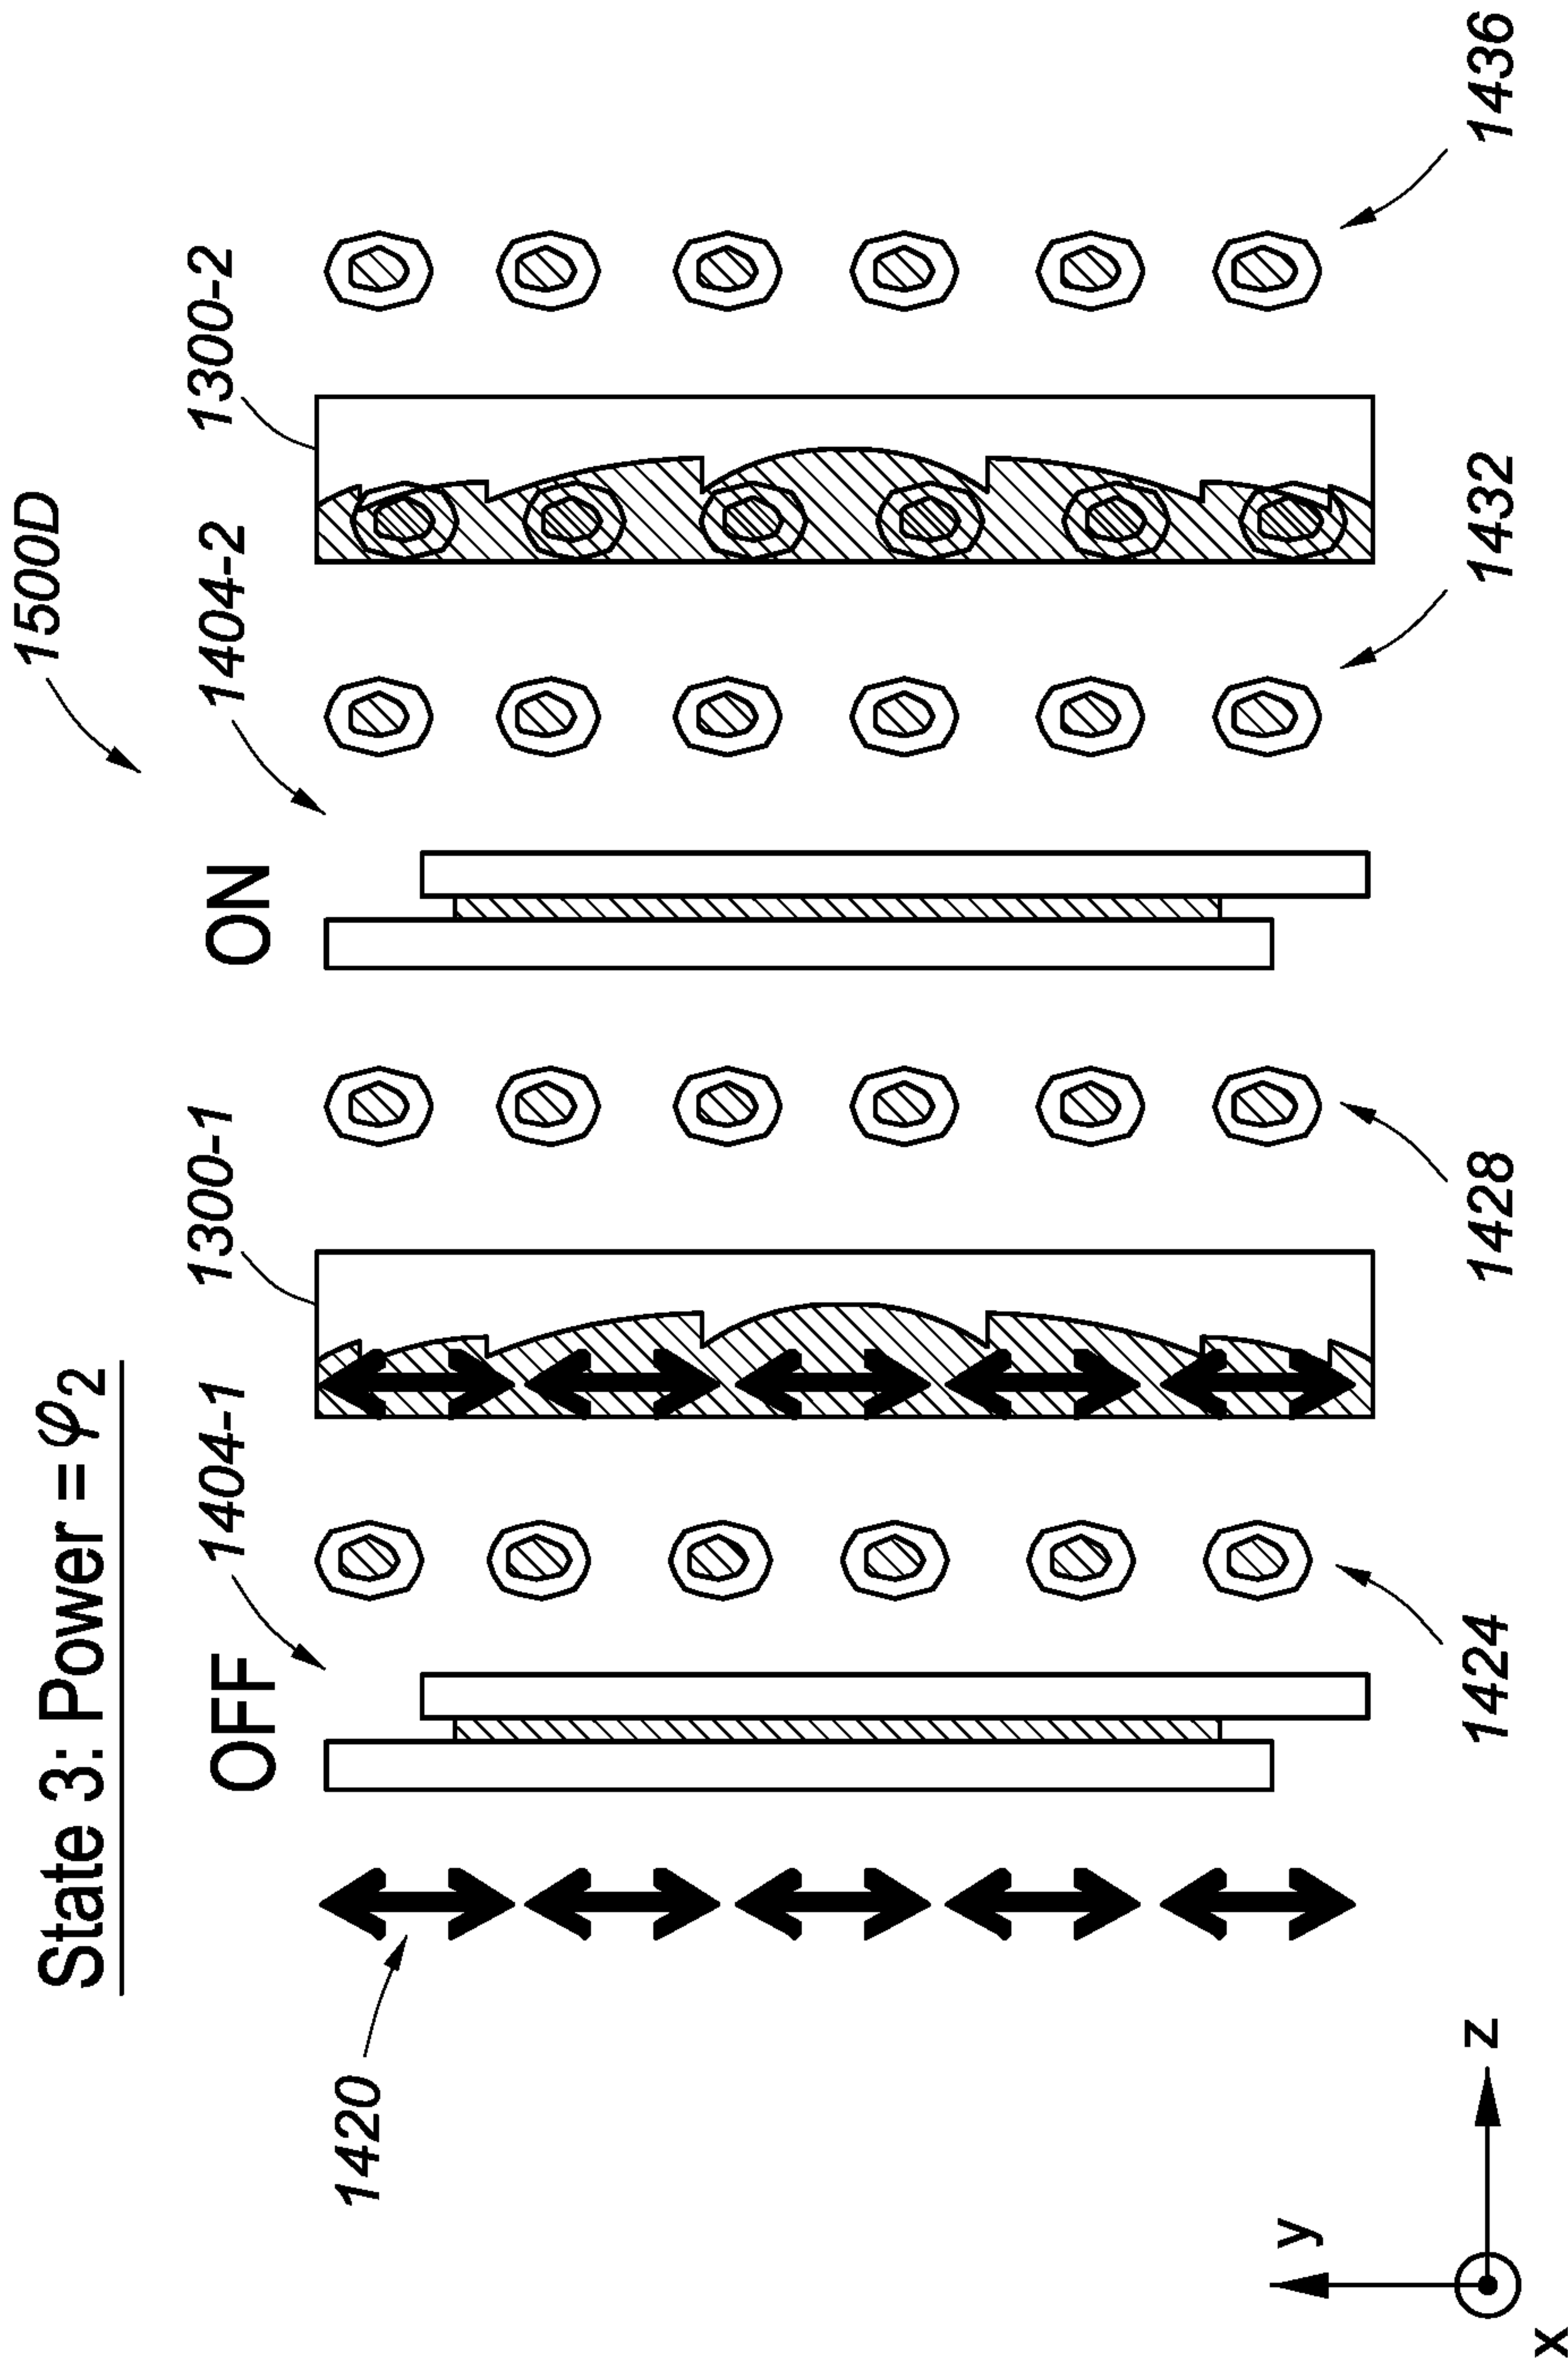 State 3: Power = φ₂
1500D
OFF
1404-1
1300-1
ON
1404-2
1300-2
1420
1424
1428
1432
1436
y
z
x